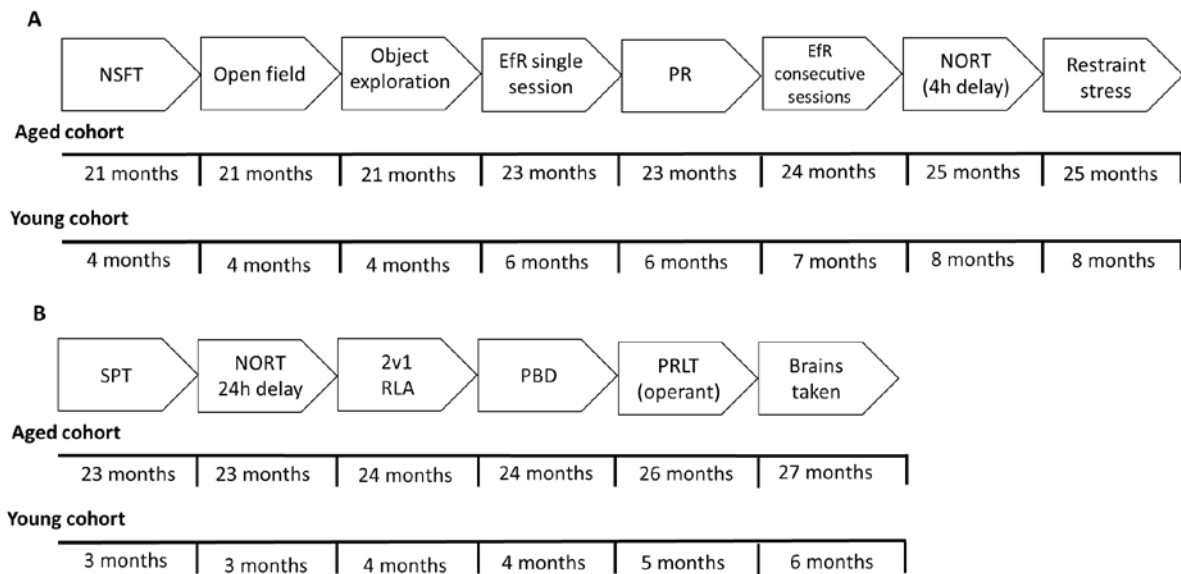 A
NSFT
Open field
Object
exploration
EfR single
session
PR
EfR
consecutive
sessions
NORT
(4h delay)
Restraint
stress
Aged cohort
21 months 21 months 21 months 23 months 23 months 24 months 25 months 25 months
Young cohort
4 months 4 months 4 months 6 months 6 months 7 months 8 months 8 months
B
SPT
NORT
24h delay
2v1
RLA
PBD
PRLT
(operant)
Brains
taken
Aged cohort
23 months 23 months 24 months 24 months 26 months 27 months
Young cohort
3 months 3 months 4 months 4 months 5 months 6 months